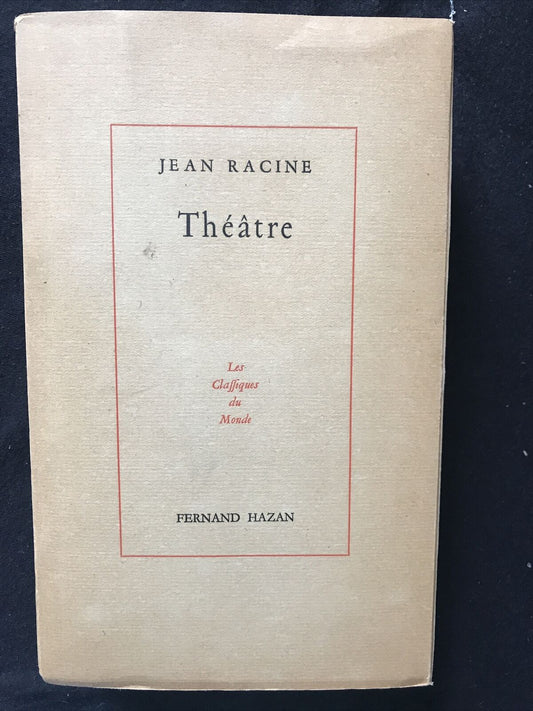 JEAN RACINE
Théâtre
Les
Claſſiques
du
Monde
FERNAND HAZAN